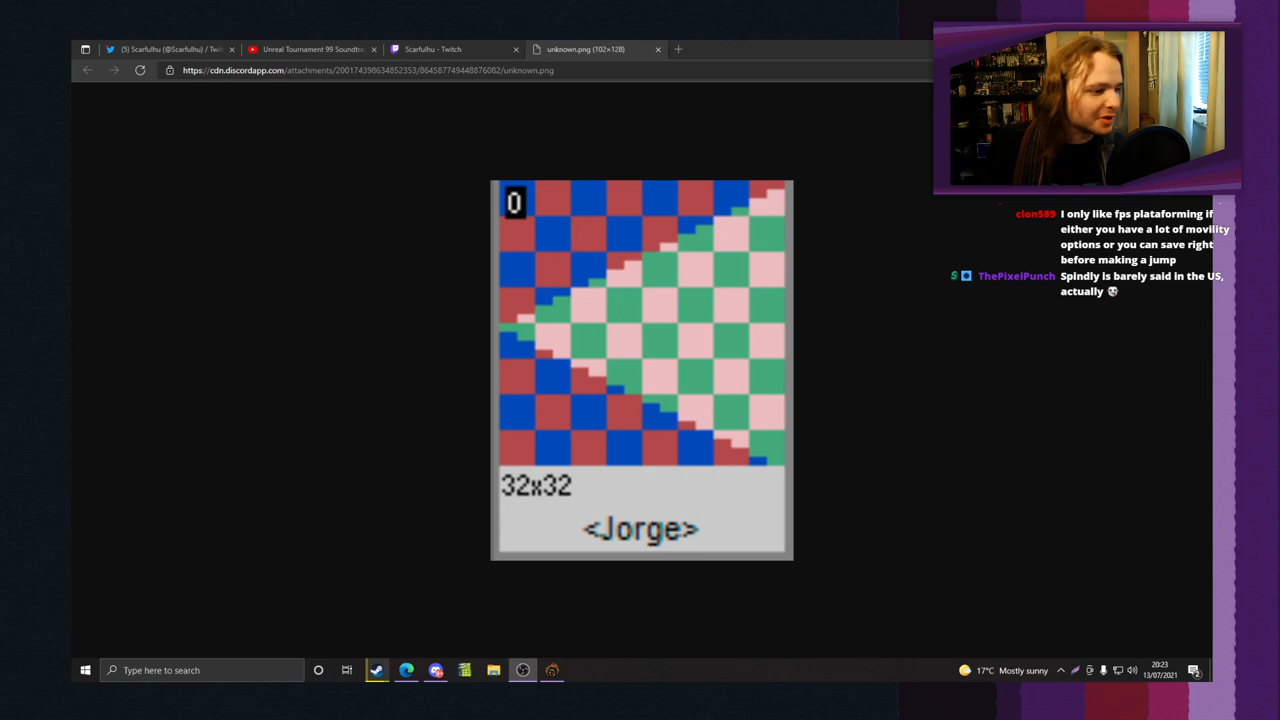 (5) Scarfulhu (@Scarfulhu) / Twit
Unreal Tournament 99 Soundtra
Scarfulhu - Twitch
unknown.png (102×128)
https://cdn.discordapp.com/attachments/200174398634852353/864587749448876082/unknown.png
0
32x32
<Jorge>
clon589 I only like fps plataforming if
either you have a lot of movility
options or you can save right
before making a jump
ThePixelPunch Spindly is barely said in the US,
actually
Type here to search
17°C Mostly sunny
20:23
13/07/2021
2